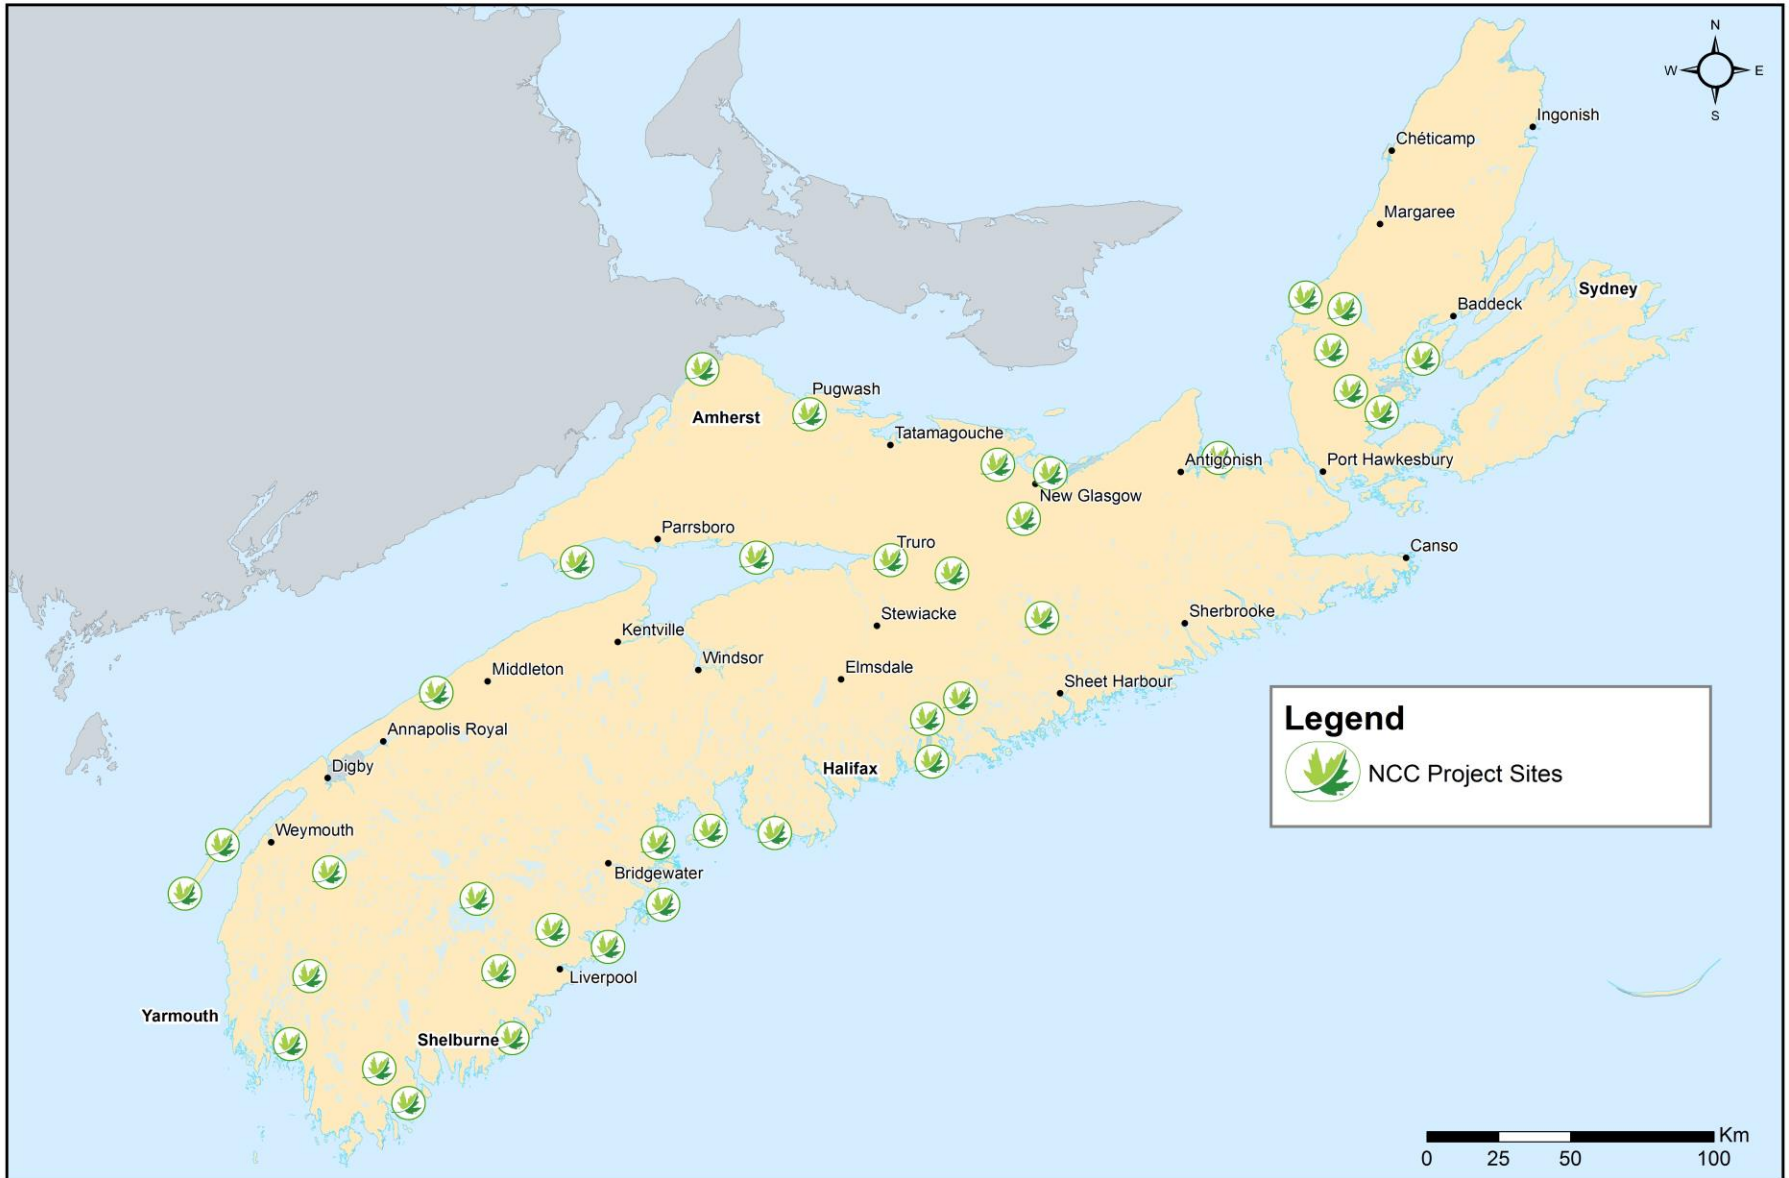 N
W
E
S
Ingonish
Chéticamp
Margaree
Sydney
Baddeck
Pugwash
Amherst
Tatamagouche
Antigonish
Port Hawkesbury
New Glasgow
Parrsboro
Truro
Canso
Stewiacke
Sherbrooke
Kentville
Windsor
Middleton
Elmsdale
Sheet Harbour
Annapolis Royal
Digby
Halifax
Weymouth
Bridgewater
Liverpool
Yarmouth
Shelburne
Legend
NCC Project Sites
Km
0 25 50 100